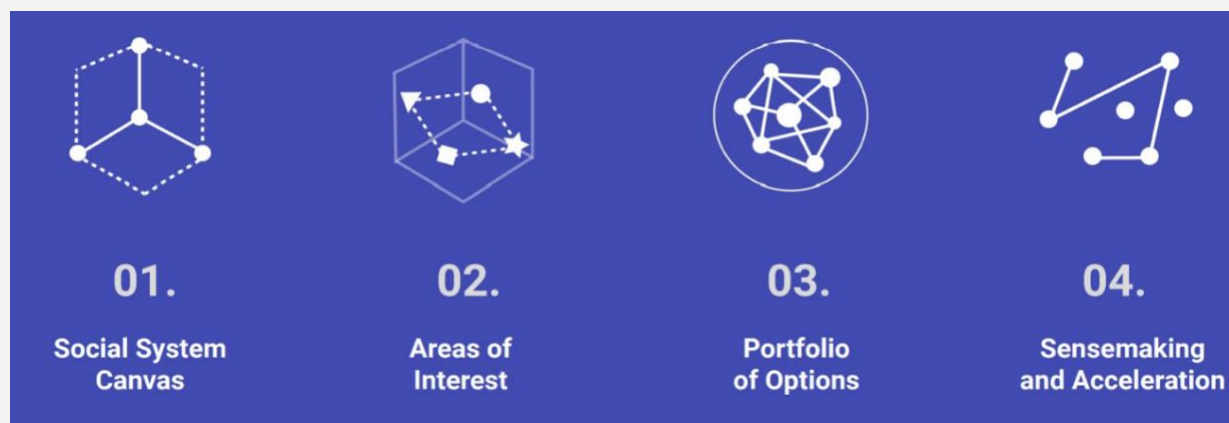 01.
Social System
Canvas
02.
Areas of
Interest
03.
Portfolio
of Options
04.
Sensemaking
and Acceleration